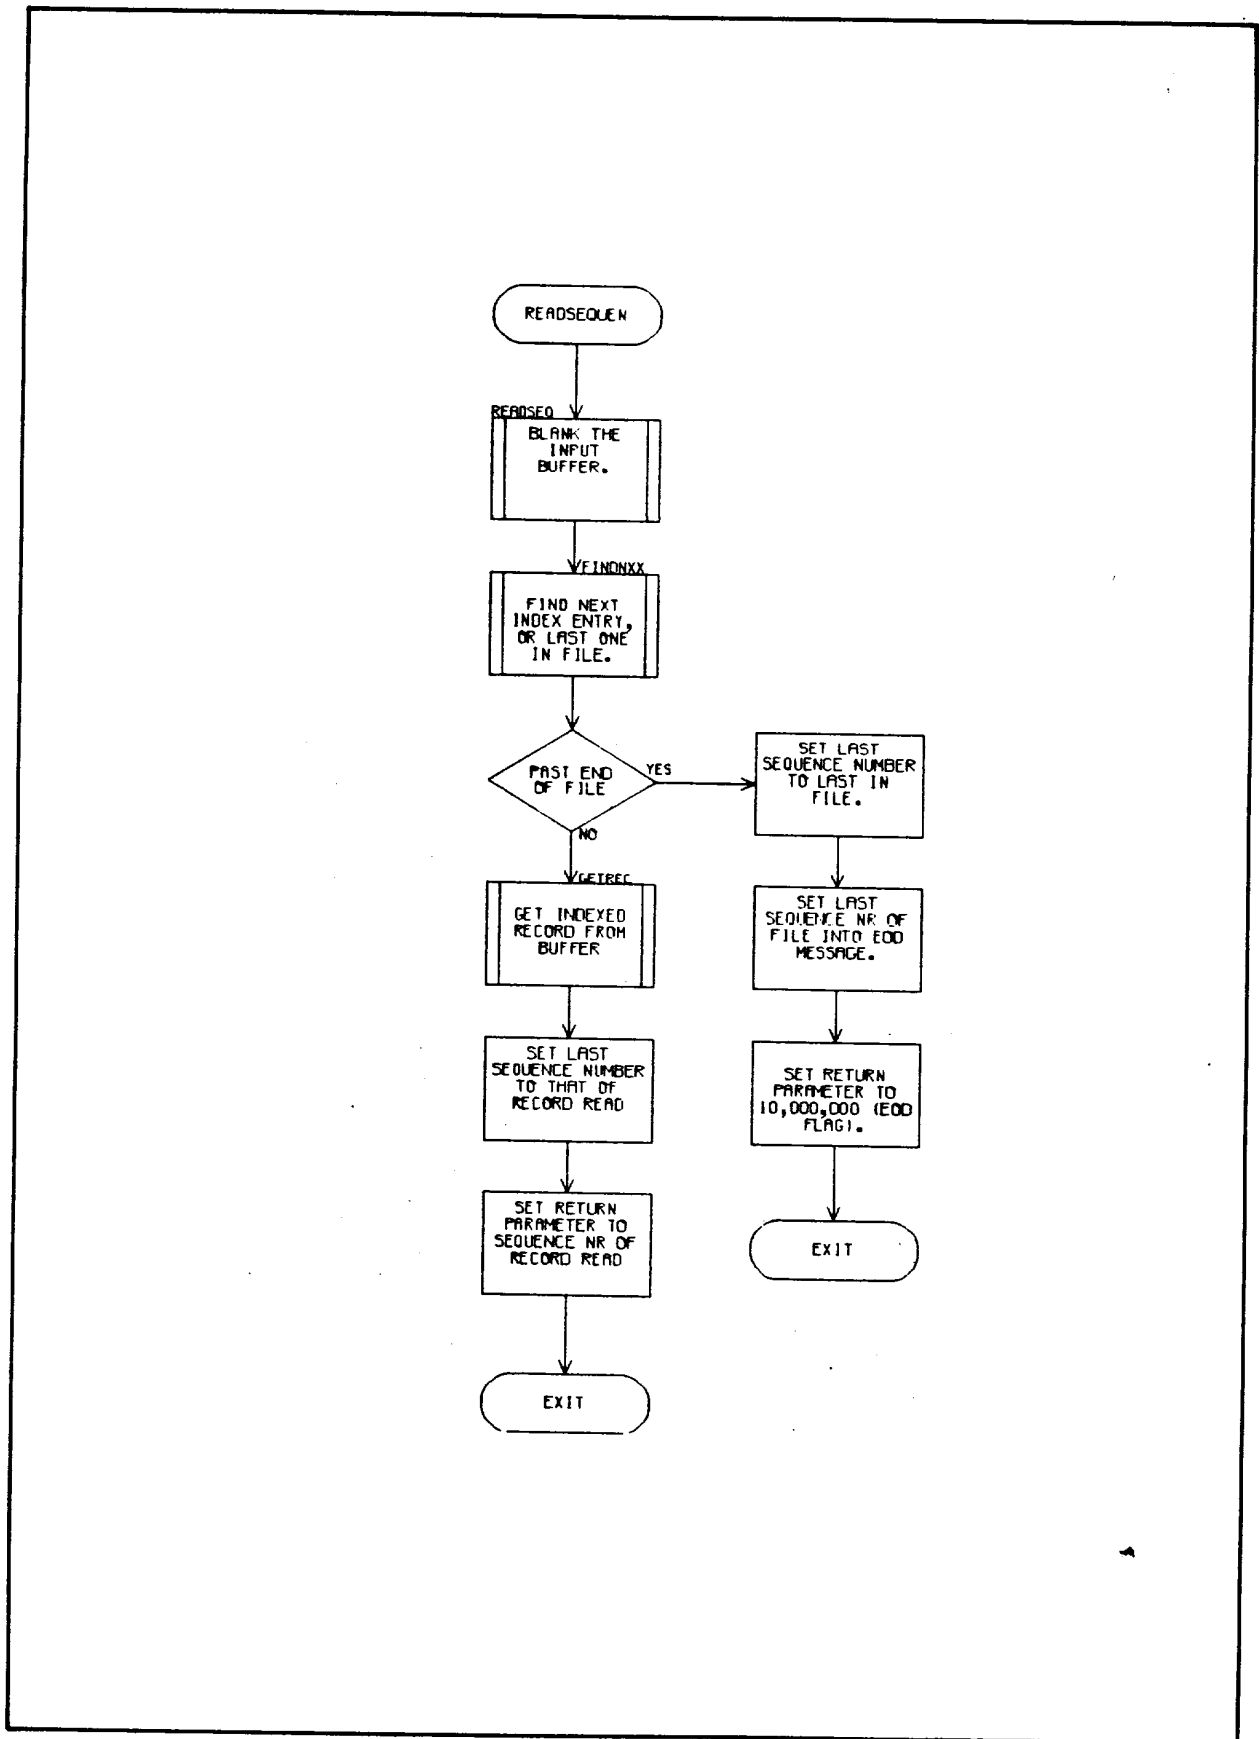 READSEQUEN
READSEQ
BLANK THE
INPUT
BUFFER.
FINDNXX
FIND NEXT
INDEX ENTRY,
OR LAST ONE
IN FILE.
PAST END
OF FILE
YES
NO
SET LAST
SEQUENCE NUMBER
TO LAST IN
FILE.
GETREC
GET INDEXED
RECORD FROM
BUFFER
SET LAST
SEQUENCE NR OF
FILE INTO EOD
MESSAGE.
SET LAST
SEQUENCE NUMBER
TO THAT OF
RECORD READ
SET RETURN
PARAMETER TO
10,000,000 (EOD
FLAG).
SET RETURN
PARAMETER TO
SEQUENCE NR OF
RECORD READ
EXIT
EXIT